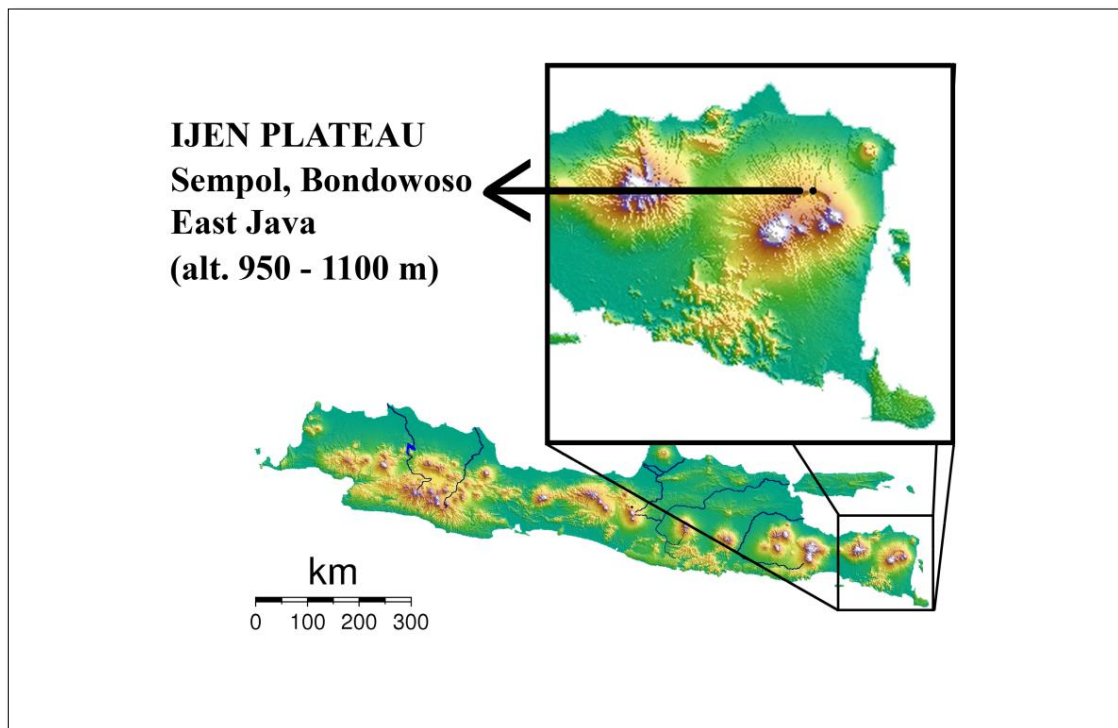 IJEN PLATEAU
Sempol, Bondowoso
East Java
(alt. 950 - 1100 m)
km
0 100 200 300